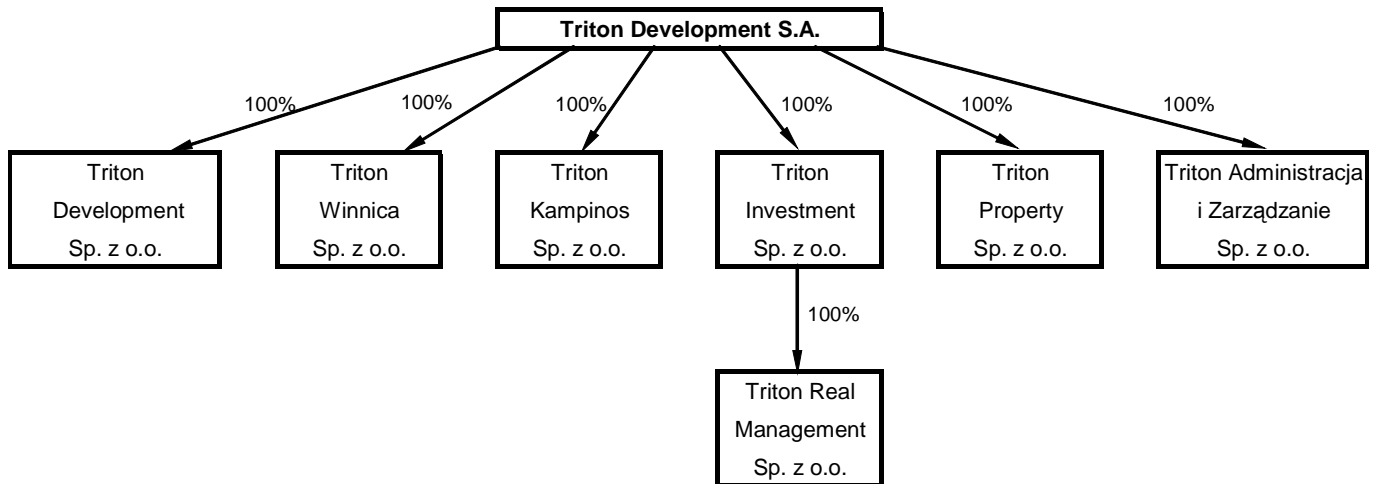 Triton Development S.A.
100%
100%
100%
100%
100%
100%
Triton
Development
Sp. z o.o.
Triton
Winnica
Sp. z o.o.
Triton
Kampinos
Sp. z o.o.
Triton
Investment
Sp. z o.o.
Triton
Property
Sp. z o.o.
Triton Administracja
i Zarządzanie
Sp. z o.o.
100%
Triton Real
Management
Sp. z o.o.